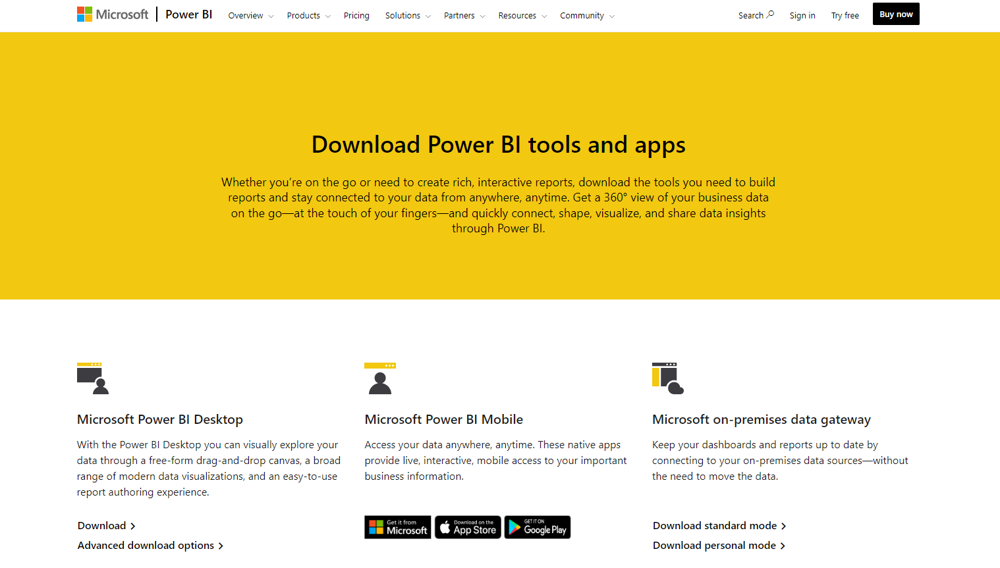 Microsoft | Power BI Overview Products Pricing Solutions Partners Resources Community Search Sign in Try free Buy now
Download Power BI tools and apps
Whether you’re on the go or need to create rich, interactive reports, download the tools you need to build
reports and stay connected to your data from anywhere, anytime. Get a 360° view of your business data
on the go—at the touch of your fingers—and quickly connect, shape, visualize, and share data insights
through Power BI.
Microsoft Power BI Desktop
With the Power BI Desktop you can visually explore your
data through a free-form drag-and-drop canvas, a broad
range of modern data visualizations, and an easy-to-use
report authoring experience.
Download
Advanced download options
Microsoft Power BI Mobile
Access your data anywhere, anytime. These native apps
provide live, interactive, mobile access to your important
business information.
Get it from
Microsoft
Download on the
App Store
GET IT ON
Google Play
Microsoft on-premises data gateway
Keep your dashboards and reports up to date by
connecting to your on-premises data sources—without
the need to move the data.
Download standard mode
Download personal mode